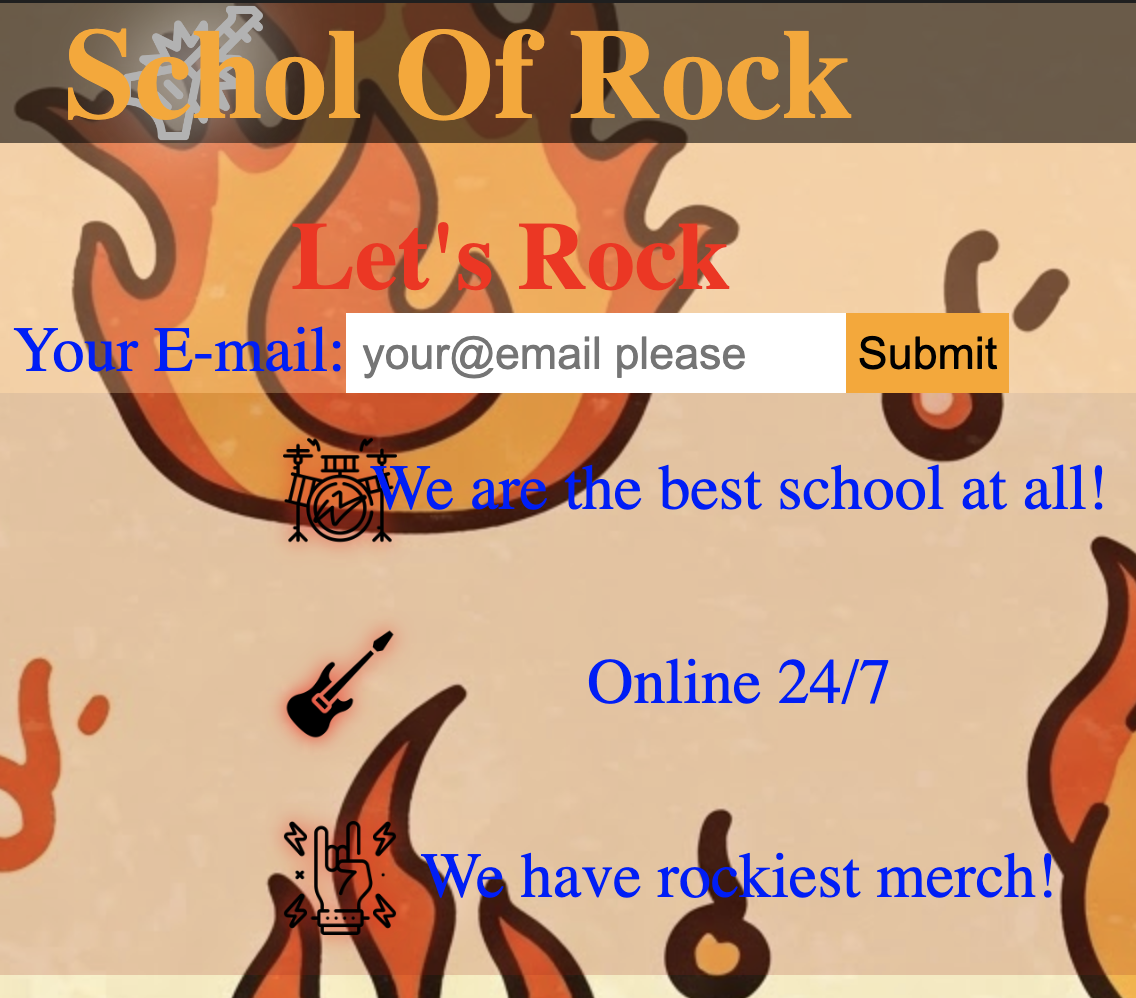 Schol Of Rock
Let's Rock
Your E-mail: your@email please Submit
We are the best school at all!
Online 24/7
We have rockiest merch!